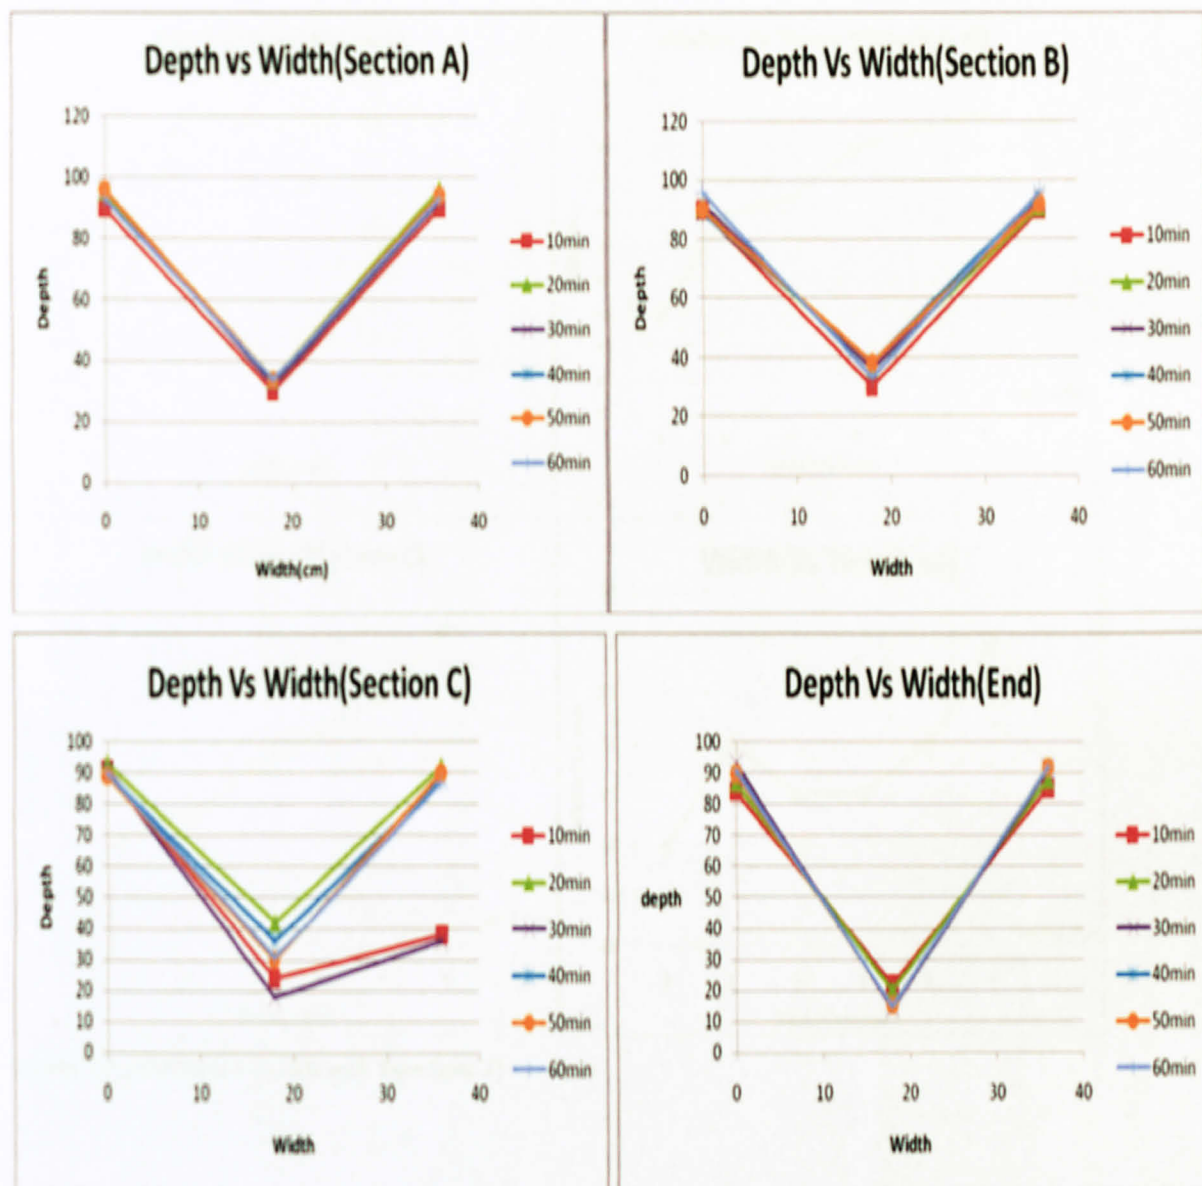 Depth vs Width(Section A)
120
100
80
60
40
20
0
Depth
0 10 20 30 40
Width(cm)
10min
20min
30min
40min
50min
60min
Depth Vs Width(Section B)
120
100
80
60
40
20
0
Depth
0 10 20 30 40
Width
10min
20min
30min
40min
50min
60min
Depth Vs Width(Section C)
100
90
80
70
60
50
40
30
20
10
0
Depth
0 10 20 30 40
Width
10min
20min
30min
40min
50min
60min
Depth Vs Width(End)
100
90
80
70
60
50
40
30
20
10
0
depth
0 10 20 30 40
Width
10min
20min
30min
40min
50min
60min